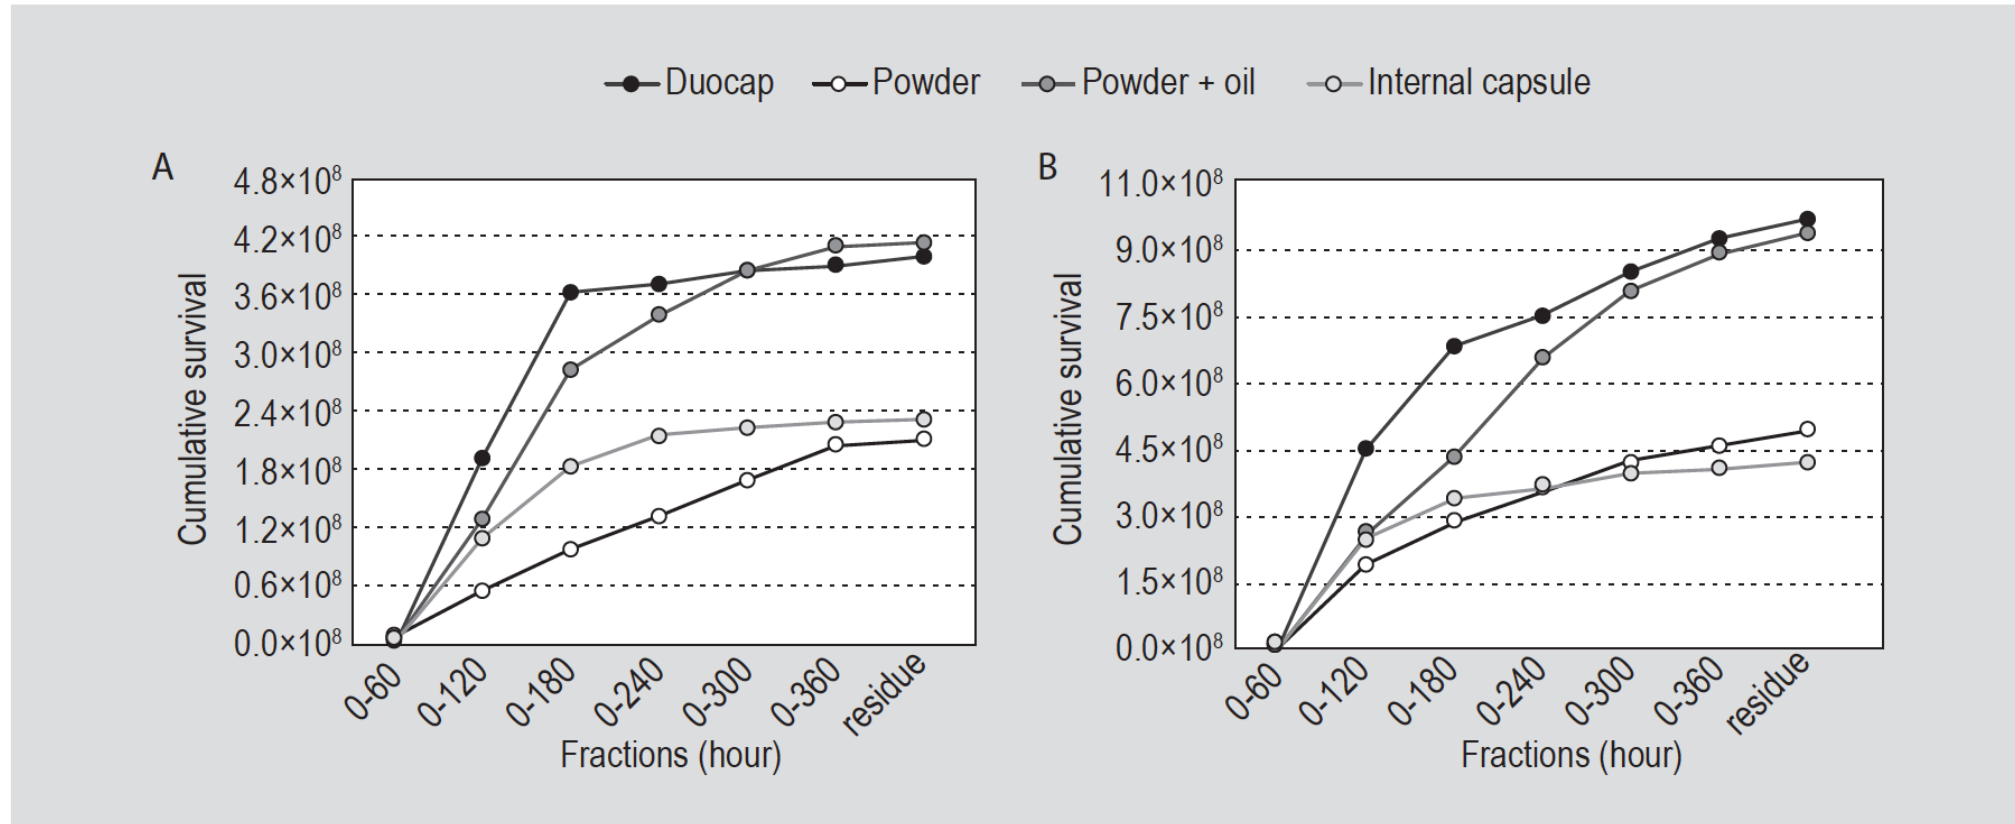 Duocap Powder Powder + oil Internal capsule
A
4.8×10⁸
4.2×10⁸
3.6×10⁸
3.0×10⁸
2.4×10⁸
1.8×10⁸
1.2×10⁸
0.6×10⁸
0.0×10⁸
Cumulative survival
0-60 0-120 0-180 0-240 0-300 0-360 residue
Fractions (hour)
B
11.0×10⁸
9.0×10⁸
7.5×10⁸
6.0×10⁸
4.5×10⁸
3.0×10⁸
1.5×10⁸
0.0×10⁸
Cumulative survival
0-60 0-120 0-180 0-240 0-300 0-360 residue
Fractions (hour)